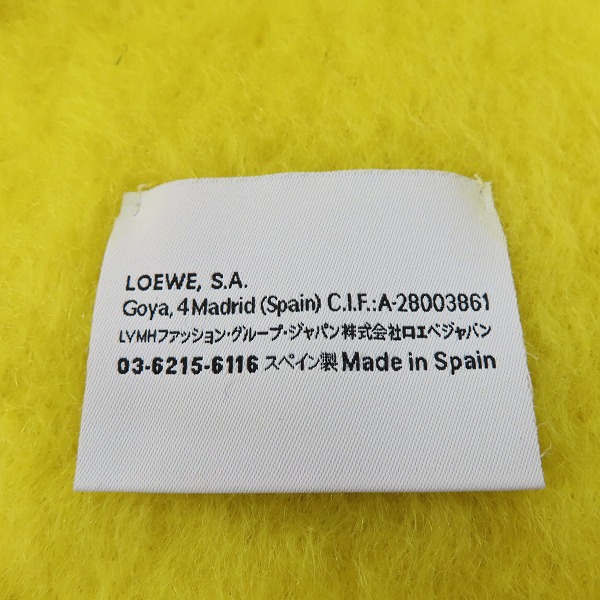 LOEWE, S.A.
Goya, 4 Madrid (Spain) C.I.F.:A-28003861
LVMHファッション・グループ・ジャパン株式会社ロエベジャパン
03-6215-6116 スペイン製 Made in Spain